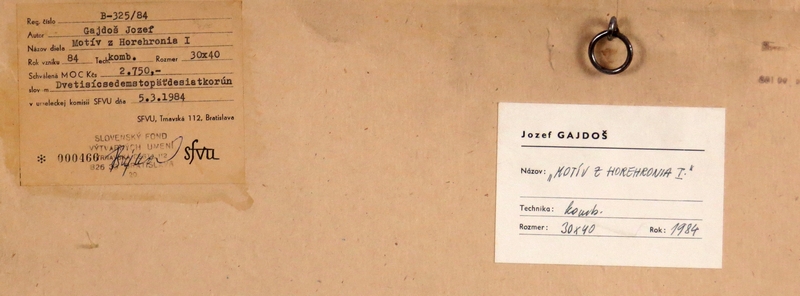 Reg. číslo B-325/84
Autor Gajdoš Jozef
Názov diela Motív z Horehronia I
Rok vzniku 84 Tech. komb. Rozmer 30x40
Schválená MOC Kčs 2.750,-
slovom Dvetisícsedemstopäťdesiatkorún
v umeleckej komisii SFVU dňa 5.3.1984
SFVU, Trnavská 112, Bratislava
SLOVENSKÝ FOND
VÝTVARNÝCH UMENÍ
* 000466 sfvu
Jozef GAJDOŠ
Názov: „MOTÍV Z HOREHRONIA I."
Technika: komb.
Rozmer: 30x40 Rok: 1984